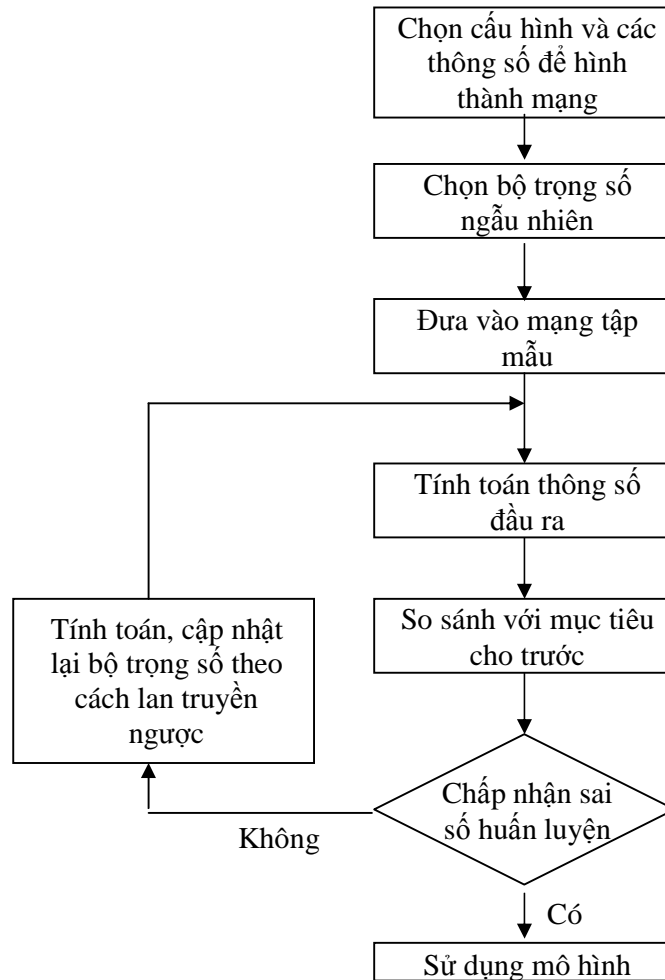 Chọn cấu hình và các
thông số để hình
thành mạng
Chọn bộ trọng số
ngẫu nhiên
Đưa vào mạng tập
mẫu
Tính toán thông số
đầu ra
So sánh với mục tiêu
cho trước
Tính toán, cập nhật
lại bộ trọng số theo
cách lan truyền
ngược
Chấp nhận sai
số huấn luyện
Không
Có
Sử dụng mô hình